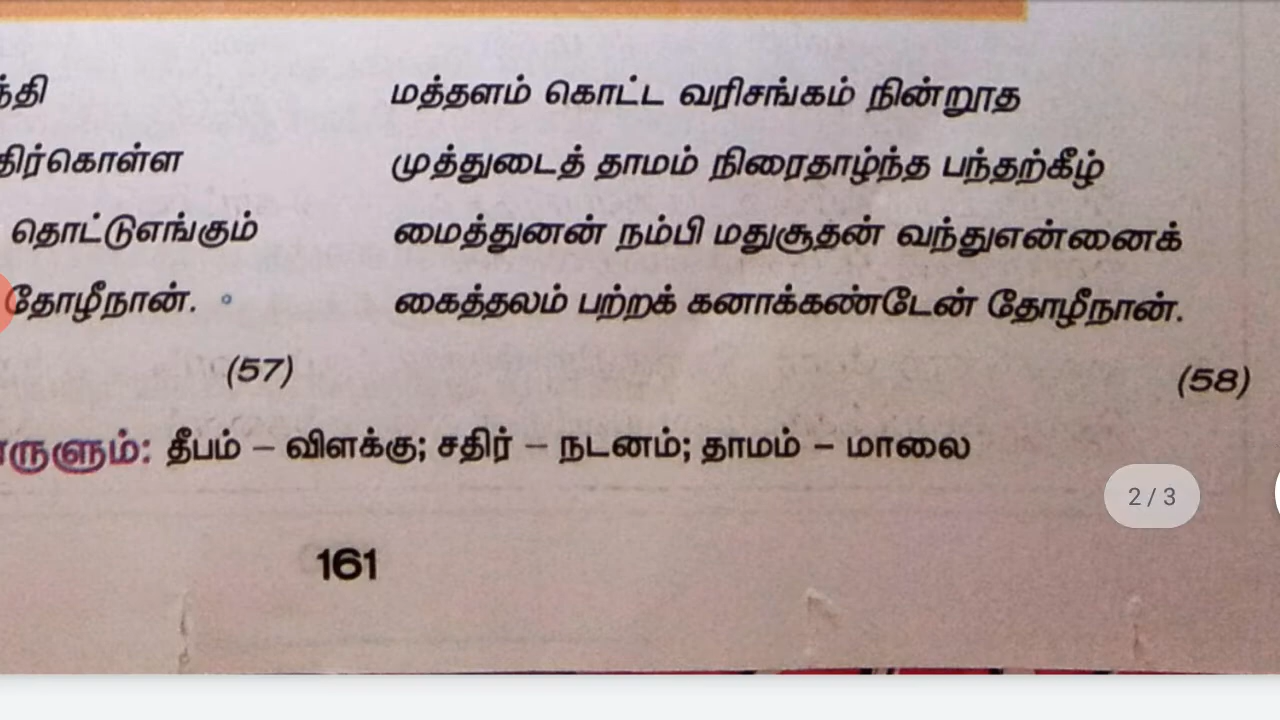 ந்தி
திர்கொள்ள
தொட்டுஎங்கும்
தோழீநான்.
(57)
மத்தளம் கொட்ட வரிசங்கம் நின்றூத
முத்துடைத் தாமம் நிரைதாழ்ந்த பந்தற்கீழ்
மைத்துனன் நம்பி மதுசூதன் வந்துஎன்னைக்
கைத்தலம் பற்றக் கனாக்கண்டேன் தோழீநான்.
(58)
ருளும்: தீபம் – விளக்கு; சதிர் – நடனம்; தாமம் – மாலை
2 / 3
161